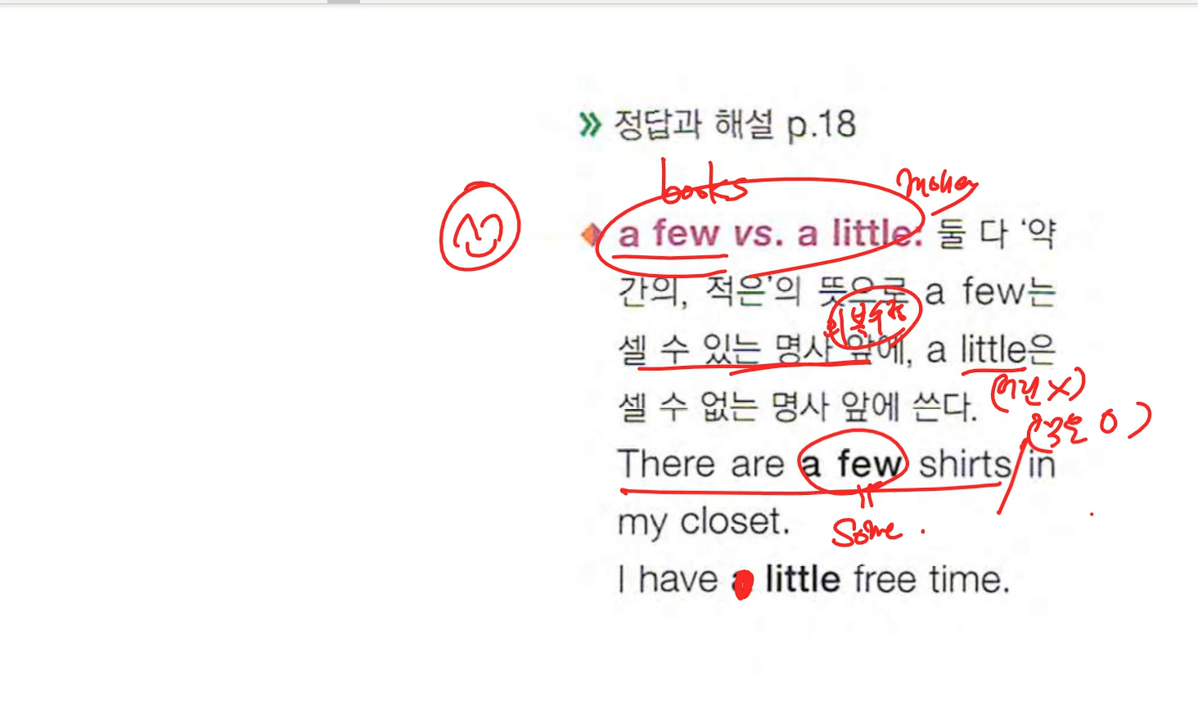 정답과 해설 p.18
books money
a few vs. a little: 둘 다 '약
간의, 적은'의 뜻으로 a few는
셀 수 있는 명사 앞에, a little은
셀 수 없는 명사 앞에 쓴다.
There are a few shirts in
my closet.
some.
I have a little free time.